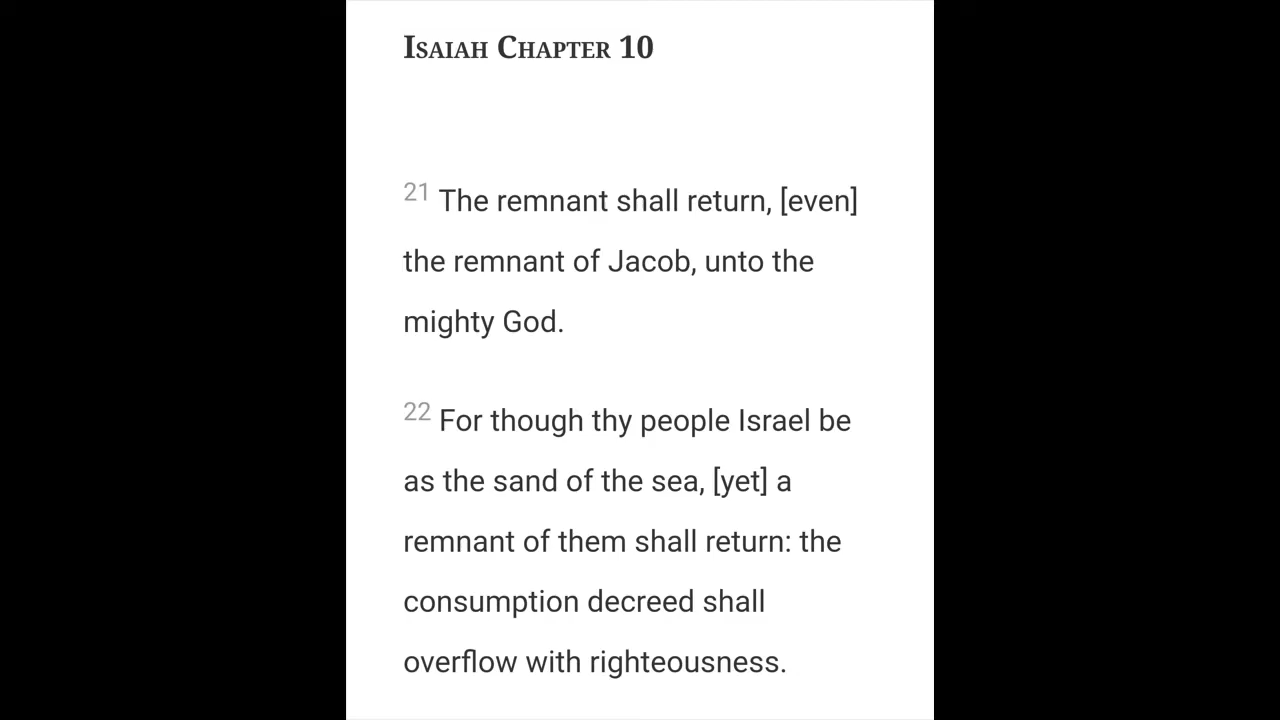 Isaiah Chapter 10
21 The remnant shall return, [even]
the remnant of Jacob, unto the
mighty God.
22 For though thy people Israel be
as the sand of the sea, [yet] a
remnant of them shall return: the
consumption decreed shall
overflow with righteousness.